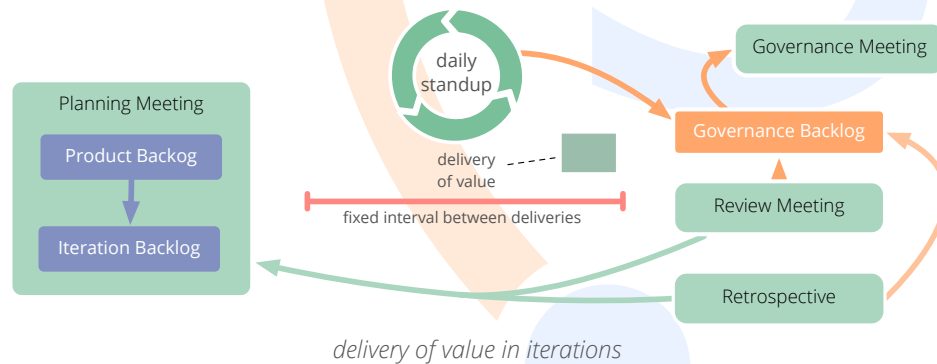 daily
standup
Governance Meeting
Planning Meeting
Product Backog
Iteration Backlog
Governance Backlog
delivery
of value
fixed interval between deliveries
Review Meeting
Retrospective
delivery of value in iterations